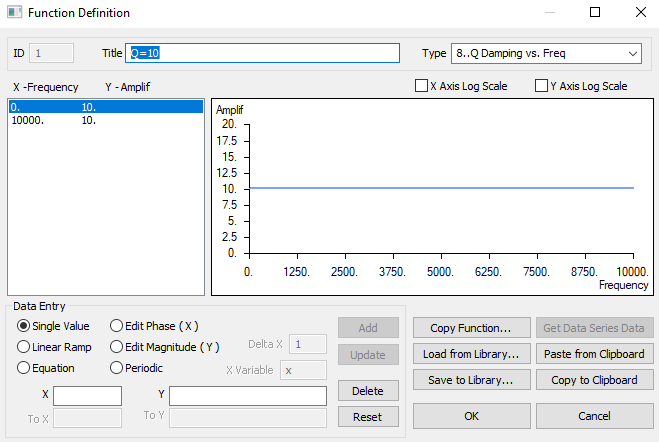 Function Definition
ID 1 Title Q=10 Type 8..Q Damping vs. Freq
X -Frequency Y -Amplif X Axis Log Scale Y Axis Log Scale
0. 10.
10000. 10.
Amplif
20.
17.5
15.
12.5
10.
7.5
5.
2.5
0.
0. 1250. 2500. 3750. 5000. 6250. 7500. 8750. 10000.
Frequency
Data Entry
Single Value Edit Phase ( X ) Add
Linear Ramp Edit Magnitude ( Y ) Delta X 1 Update
Equation Periodic X Variable x
X Y Delete
To X To Y Reset
Copy Function... Get Data Series Data
Load from Library... Paste from Clipboard
Save to Library... Copy to Clipboard
OK Cancel